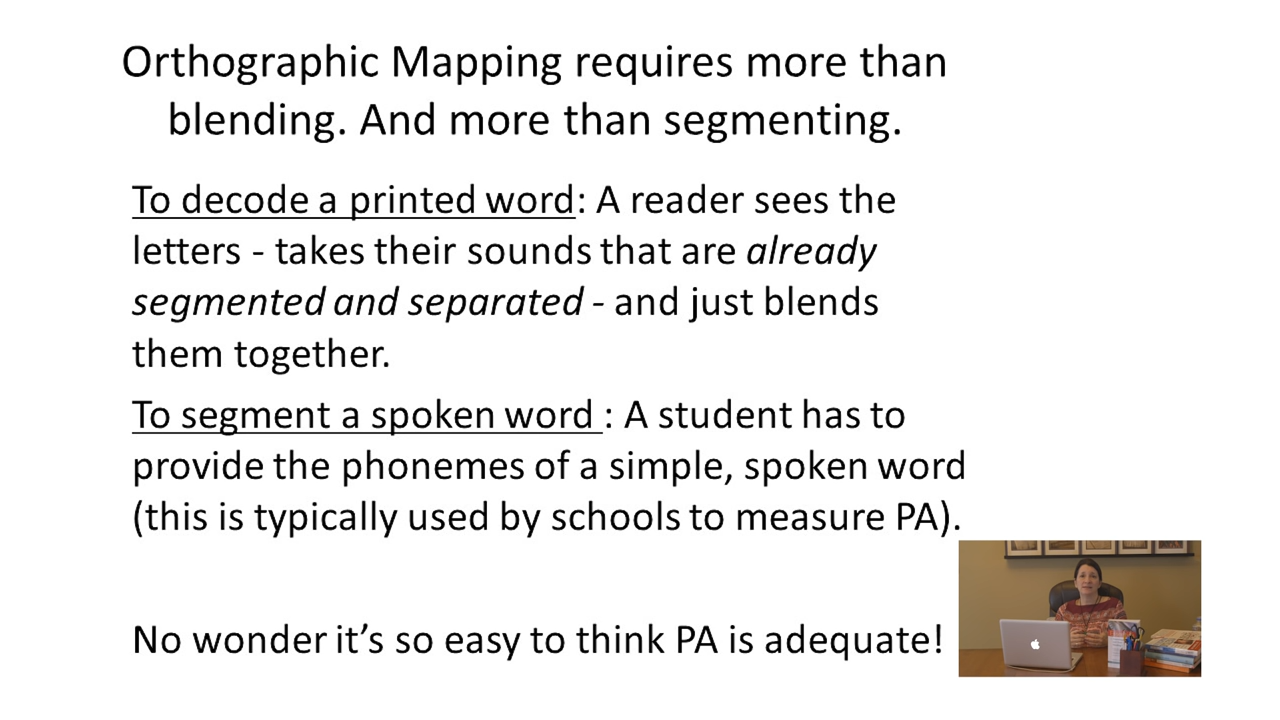 Orthographic Mapping requires more than
blending. And more than segmenting.
To decode a printed word: A reader sees the
letters - takes their sounds that are already
segmented and separated - and just blends
them together.
To segment a spoken word : A student has to
provide the phonemes of a simple, spoken word
(this is typically used by schools to measure PA).
No wonder it’s so easy to think PA is adequate!